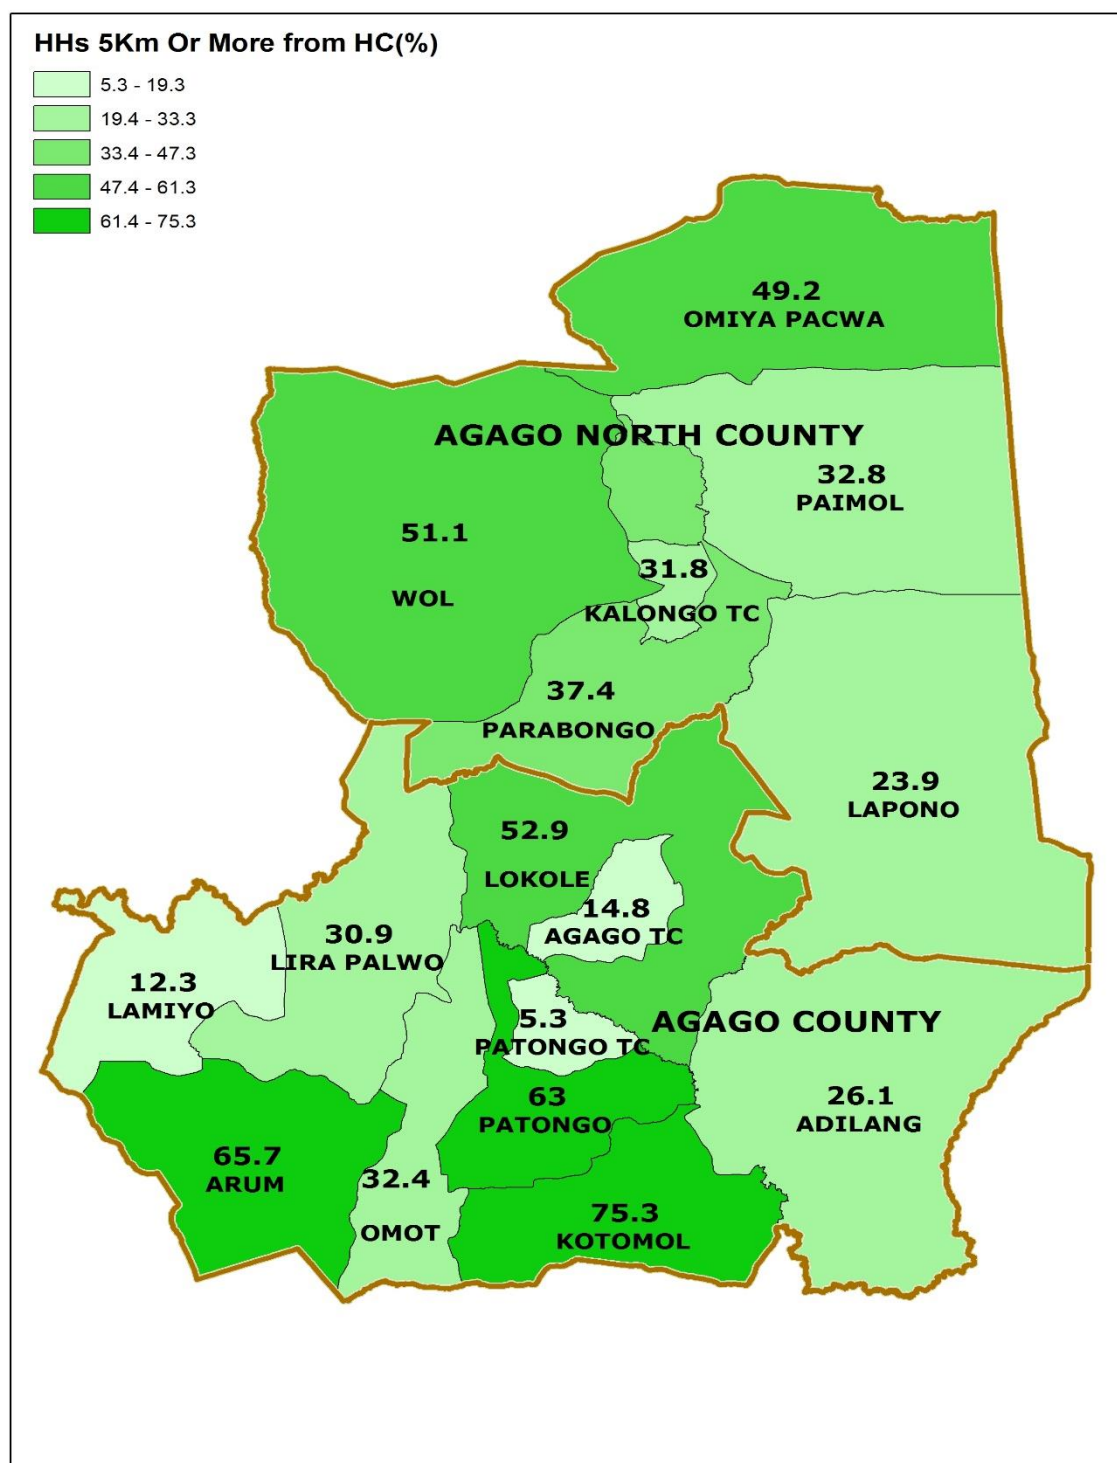 HHs 5Km Or More from HC(%)
5.3 - 19.3
19.4 - 33.3
33.4 - 47.3
47.4 - 61.3
61.4 - 75.3
49.2
OMIYA PACWA
AGAGO NORTH COUNTY
32.8
PAIMOL
51.1
WOL
31.8
KALONGO TC
37.4
PARABONGO
23.9
LAPONO
52.9
LOKOLE
14.8
AGAGO TC
30.9
LIRA PALWO
12.3
LAMIYO
5.3
PATONGO TC
AGAGO COUNTY
63
PATONGO
26.1
ADILANG
65.7
ARUM
32.4
OMOT
75.3
KOTOMOL